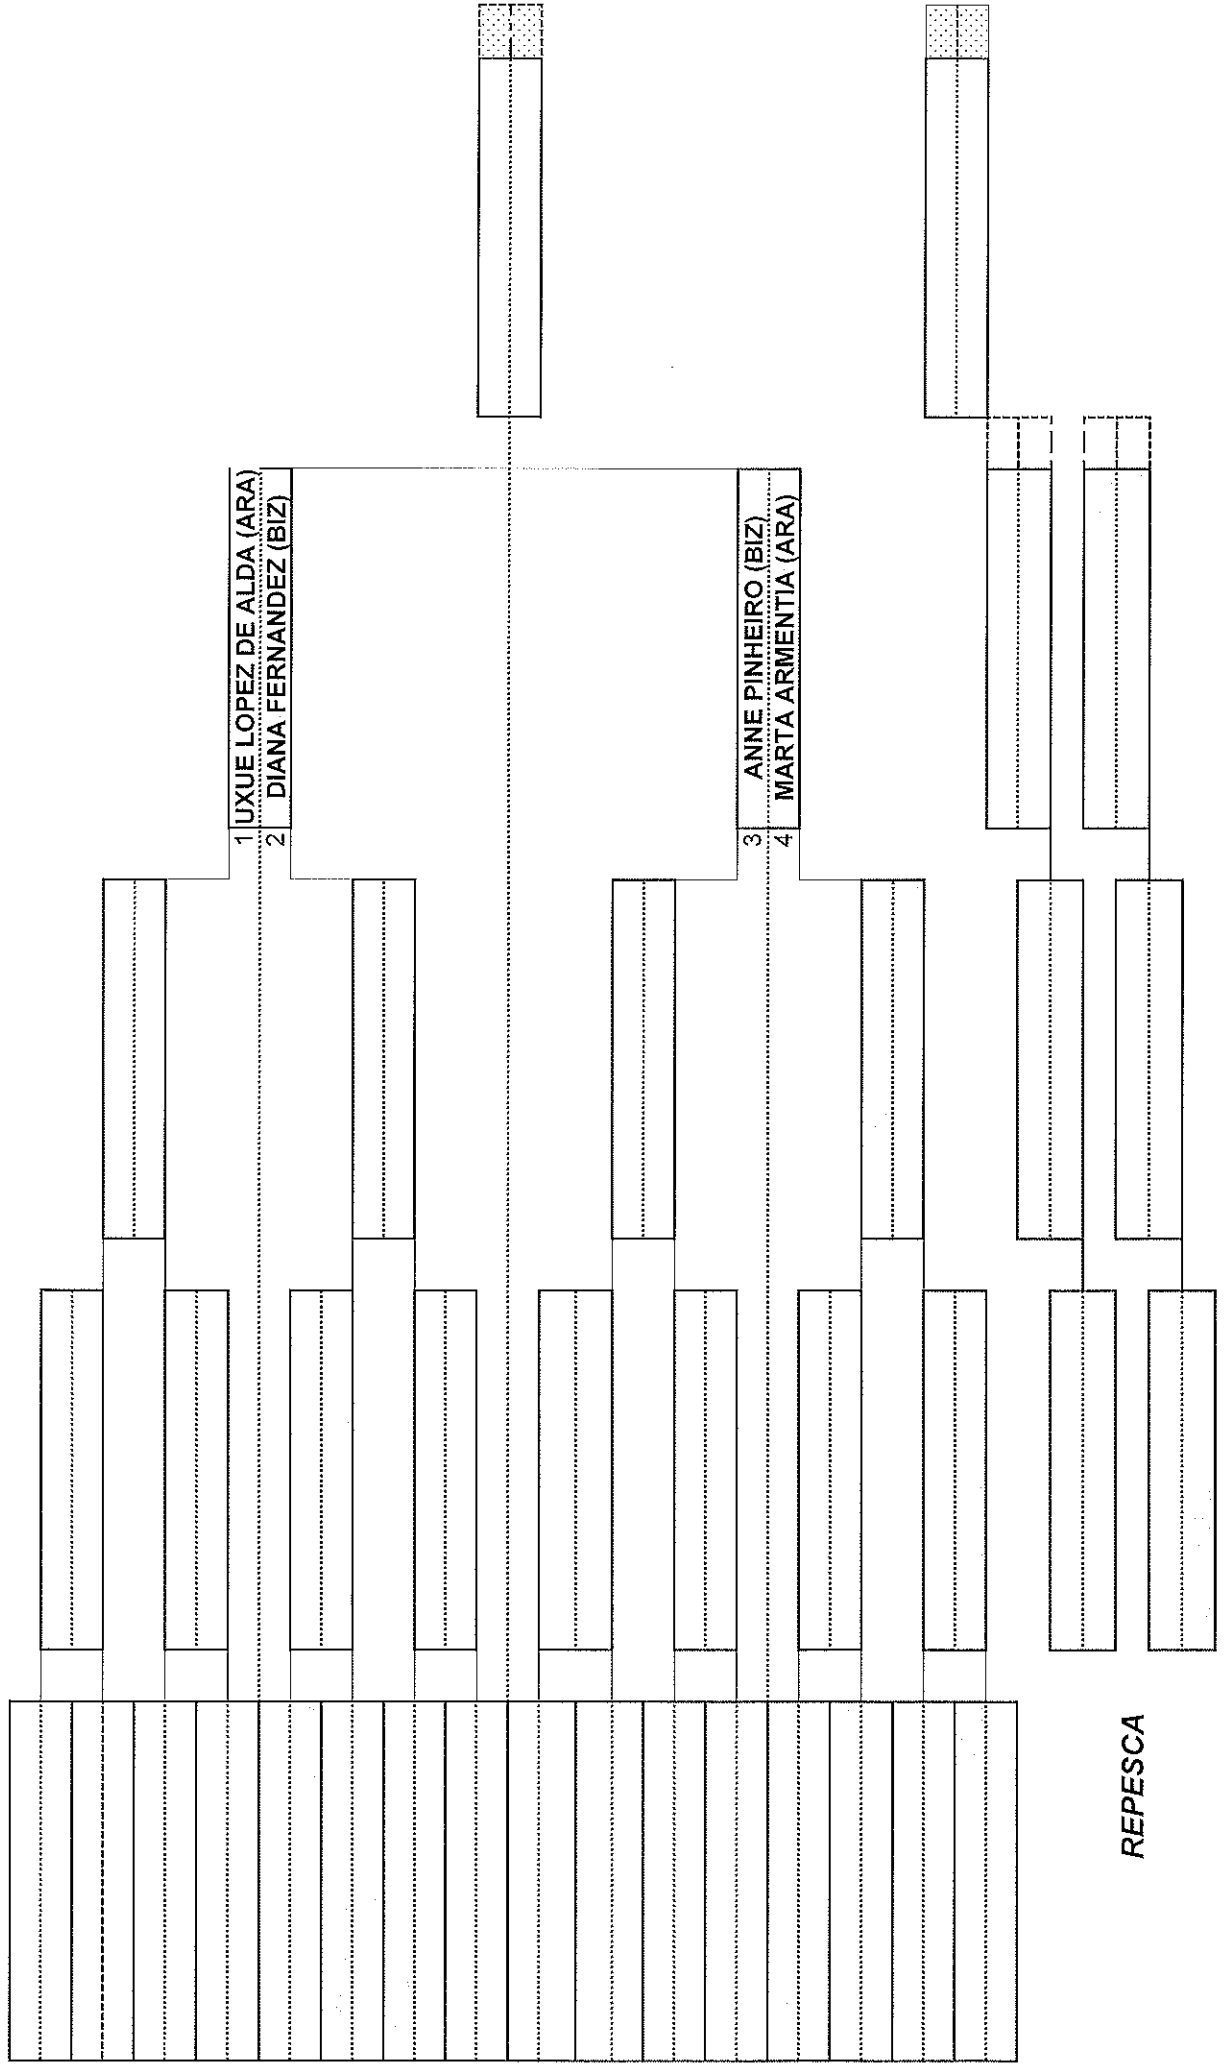 1 UXUE LOPEZ DE ALDA (ARA)
2 DIANA FERNANDEZ (BIZ)
3 ANNE PINHEIRO (BIZ)
4 MARTA ARMENTIA (ARA)
REPESCA